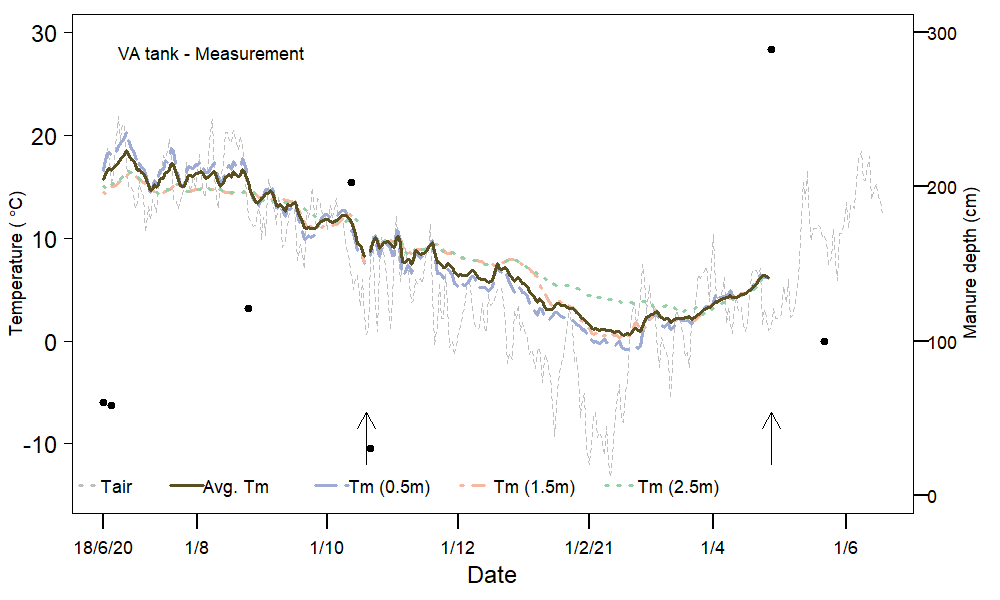 VA tank - Measurement
30
20
10
0
-10
Temperature ( °C)
300
200
100
0
Manure depth (cm)
Tair Avg. Tm Tm (0.5m) Tm (1.5m) Tm (2.5m)
18/6/20 1/8 1/10 1/12 1/2/21 1/4 1/6
Date